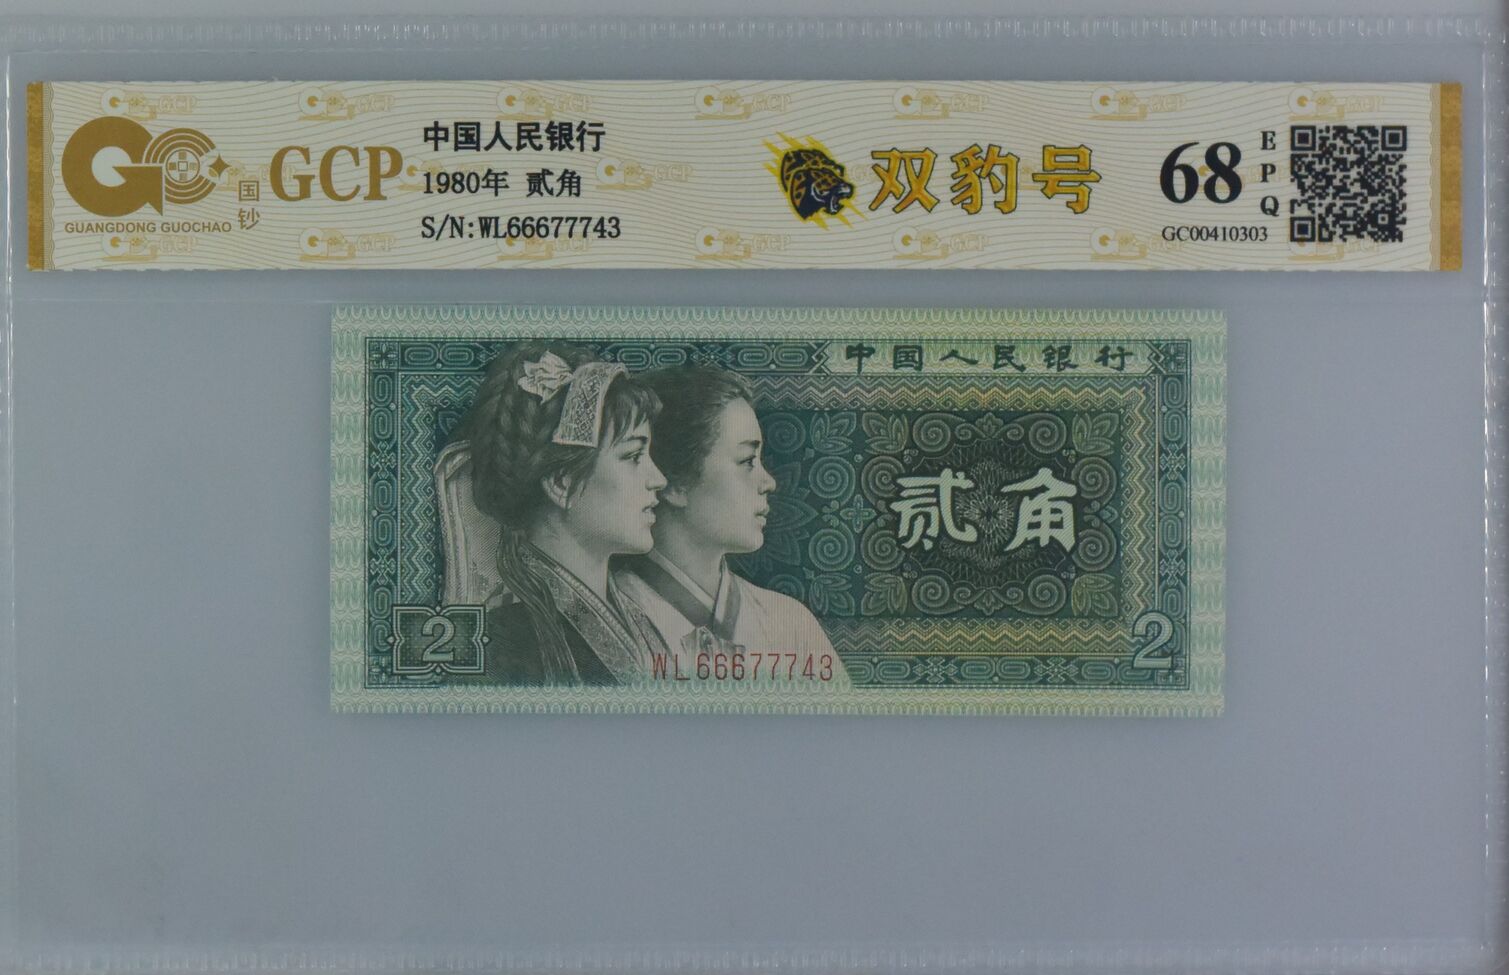 GCP
国钞
GUANGDONG GUOCHAO
中国人民银行
1980年 贰角
S/N:WL66677743
双豹号
68
EPQ
GC00410303
中国人民银行
贰角
2
2
WL66677743